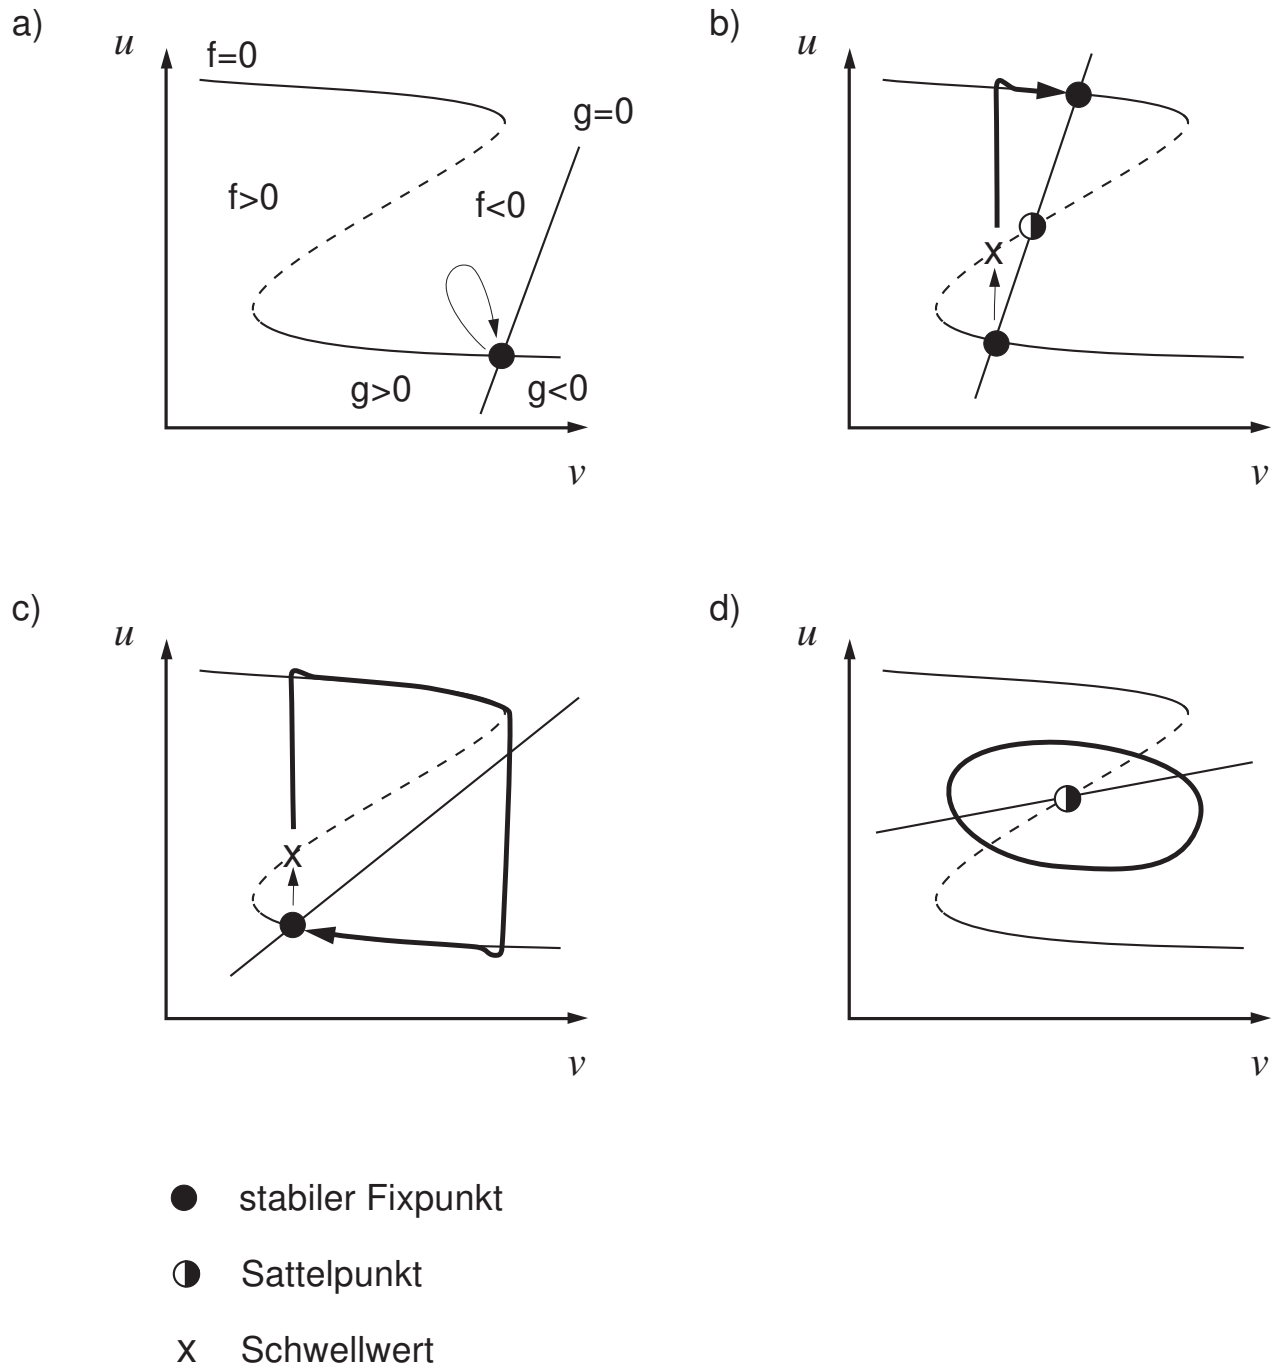 a)
u
f=0
g=0
f>0
f<0
g>0
g<0
v
b)
u
x
v
c)
u
x
v
d)
u
v
stabiler Fixpunkt
Sattelpunkt
x Schwellwert